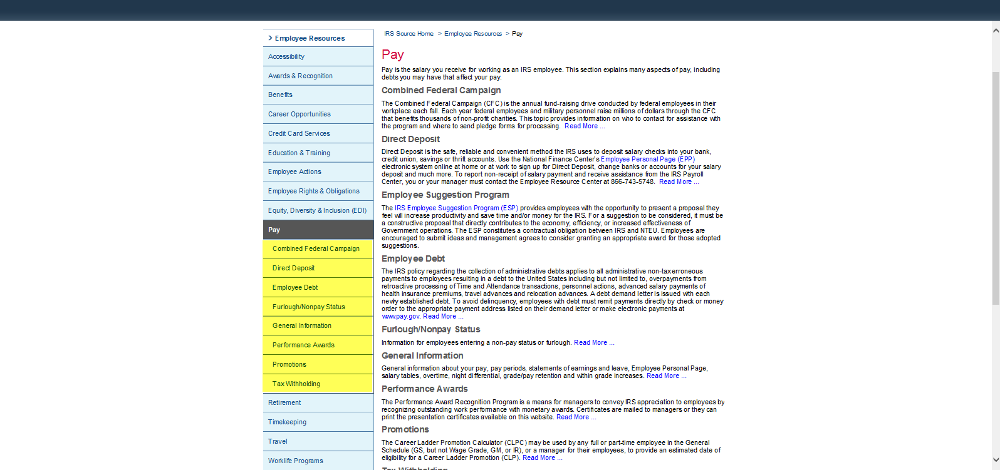 > Employee Resources
Accessibility
Awards & Recognition
Benefits
Career Opportunities
Credit Card Services
Education & Training
Employee Actions
Employee Rights & Obligations
Equity, Diversity & Inclusion (EDI)
Pay
Combined Federal Campaign
Direct Deposit
Employee Debt
Furlough/Nonpay Status
General Information
Performance Awards
Promotions
Tax Withholding
Retirement
Timekeeping
Travel
Worklife Programs
IRS Source Home > Employee Resources > Pay
Pay
Pay is the salary you receive for working as an IRS employee. This section explains many aspects of pay, including
debts you may have that affect your pay.
Combined Federal Campaign
The Combined Federal Campaign (CFC) is the annual fund-raising drive conducted by federal employees in their
workplace each fall. Each year federal employees and military personnel raise millions of dollars through the CFC
that benefits thousands of non-profit charities. This topic provides information on who to contact for assistance with
the program and where to send pledge forms for processing. Read More ...
Direct Deposit
Direct Deposit is the safe, reliable and convenient method the IRS uses to deposit salary checks into your bank,
credit union, savings or thrift accounts. Use the National Finance Center's Employee Personal Page (EPP)
electronic system online at home or at work to sign up for Direct Deposit, change banks or accounts for your salary
deposit and much more. To report non-receipt of salary payment and receive assistance from the IRS Payroll
Center, you or your manager must contact the Employee Resource Center at 866-743-5748. Read More ...
Employee Suggestion Program
The IRS Employee Suggestion Program (ESP) provides employees with the opportunity to present a proposal they
feel will increase productivity and save time and/or money for the IRS. For a suggestion to be considered, it must be
a constructive proposal that directly contributes to the economy, efficiency, or increased effectiveness of
Government operations. The ESP constitutes a contractual obligation between IRS and NTEU. Employees are
encouraged to submit ideas and management agrees to consider granting an appropriate award for those adopted
suggestions.
Employee Debt
The IRS policy regarding the collection of administrative debts applies to all administrative non-tax erroneous
payments to employees resulting in a debt to the United States including but not limited to, overpayments from
retroactive processing of Time and Attendance transactions, personnel actions, advanced salary payments of
health insurance premiums, travel advances and relocation advances. A debt demand letter is issued with each
newly established debt. To avoid delinquency, employees with debt must remit payments directly by check or money
order to the appropriate payment address listed on their demand letter or make electronic payments at
www.pay.gov. Read More ...
Furlough/Nonpay Status
Information for employees entering a non-pay status or furlough. Read More ...
General Information
General information about your pay, pay periods, statements of earnings and leave, Employee Personal Page,
salary tables, overtime, night differential, grade/pay retention and within grade increases. Read More ...
Performance Awards
The Performance Award Recognition Program is a means for managers to convey IRS appreciation to employees by
recognizing outstanding work performance with monetary awards. Certificates are mailed to managers or they can
print the presentation certificates available on this website. Read More ...
Promotions
The Career Ladder Promotion Calculator (CLPC) may be used by any full or part-time employee in the General
Schedule (GS, but not Wage Grade, GM, or IR), or a manager for their employees, to provide an estimated date of
eligibility for a Career Ladder Promotion (CLP). Read More ...
Tax Withholding